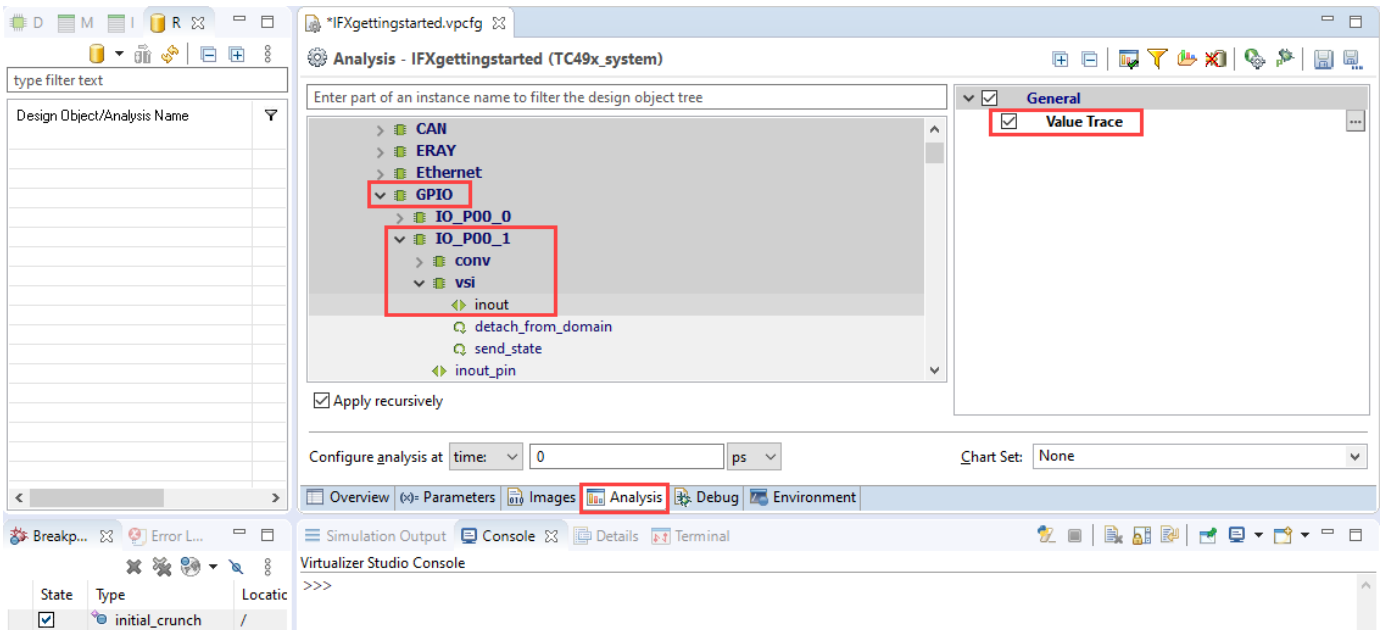 D M I R
type filter text
Design Object/Analysis Name
*IFXgettingstarted.vpcfg
Analysis - IFXgettingstarted (TC49x_system)
Enter part of an instance name to filter the design object tree
CAN
ERAY
Ethernet
GPIO
IO_P00_0
IO_P00_1
conv
vsi
inout
detach_from_domain
send_state
inout_pin
General
Value Trace
...
Apply recursively
Configure analysis at time: 0 ps Chart Set: None
Overview (x)= Parameters 010 Images Analysis Debug Environment
Breakp... Error L...
State Type Locatic
initial_crunch /
Simulation Output Console Details Terminal
Virtualizer Studio Console
>>>